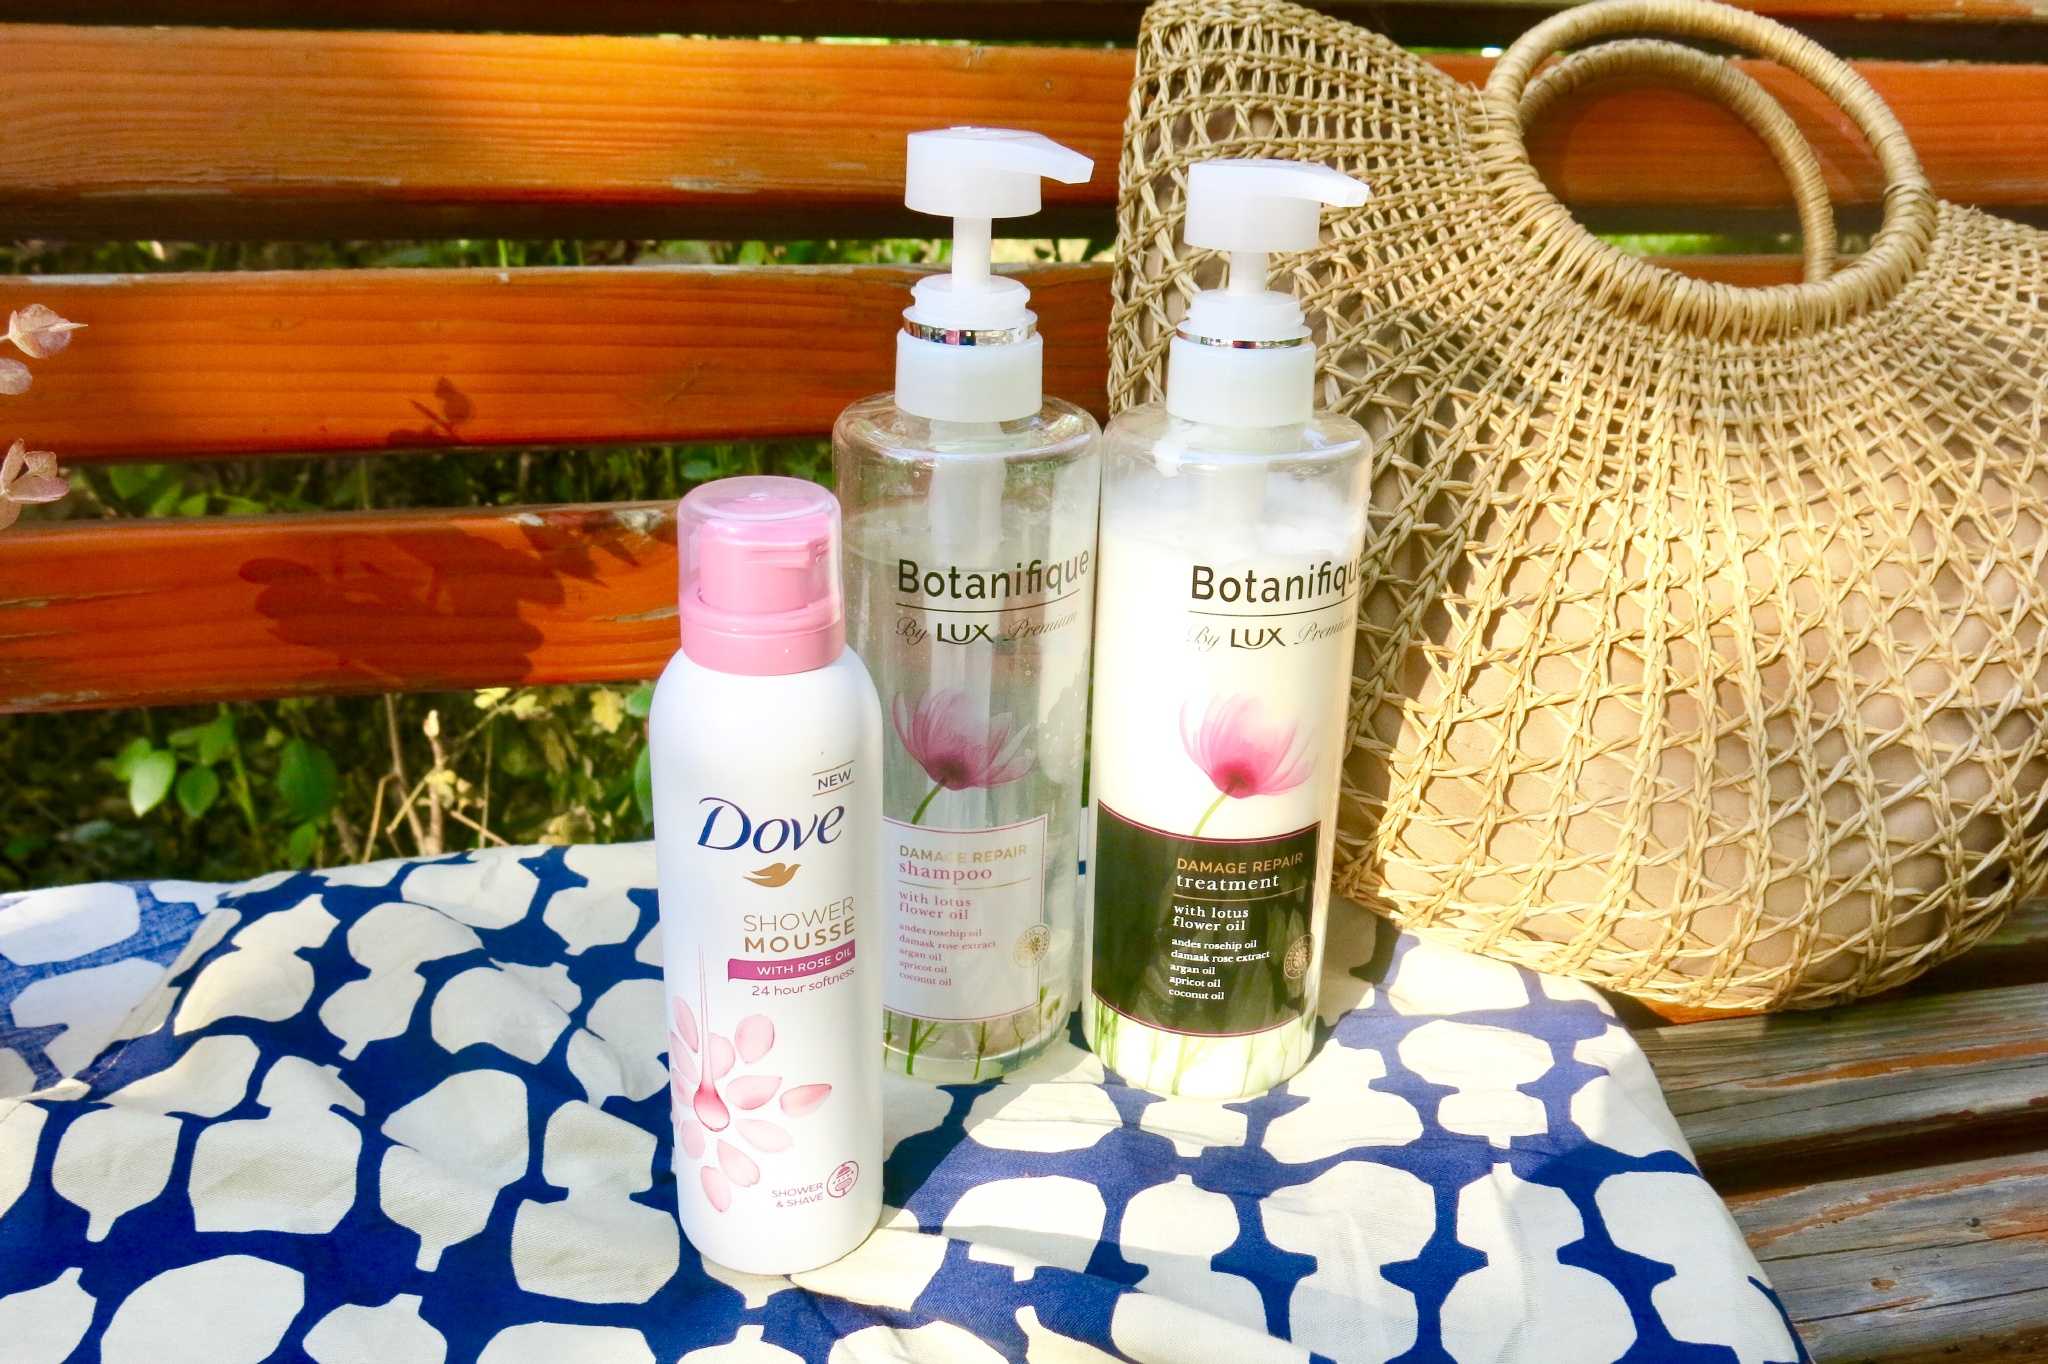 NEW
Dove
SHOWER
MOUSSE
WITH ROSE OIL
24 hour softness
SHOWER
& SHAVE
Botanifique
By LUX Premium
DAMAGE REPAIR
shampoo
with lotus
flower oil
andes rosehip oil
damask rose extract
argan oil
apricot oil
coconut oil
Botanifique
By LUX Premium
DAMAGE REPAIR
treatment
with lotus
flower oil
andes rosehip oil
damask rose extract
argan oil
apricot oil
coconut oil